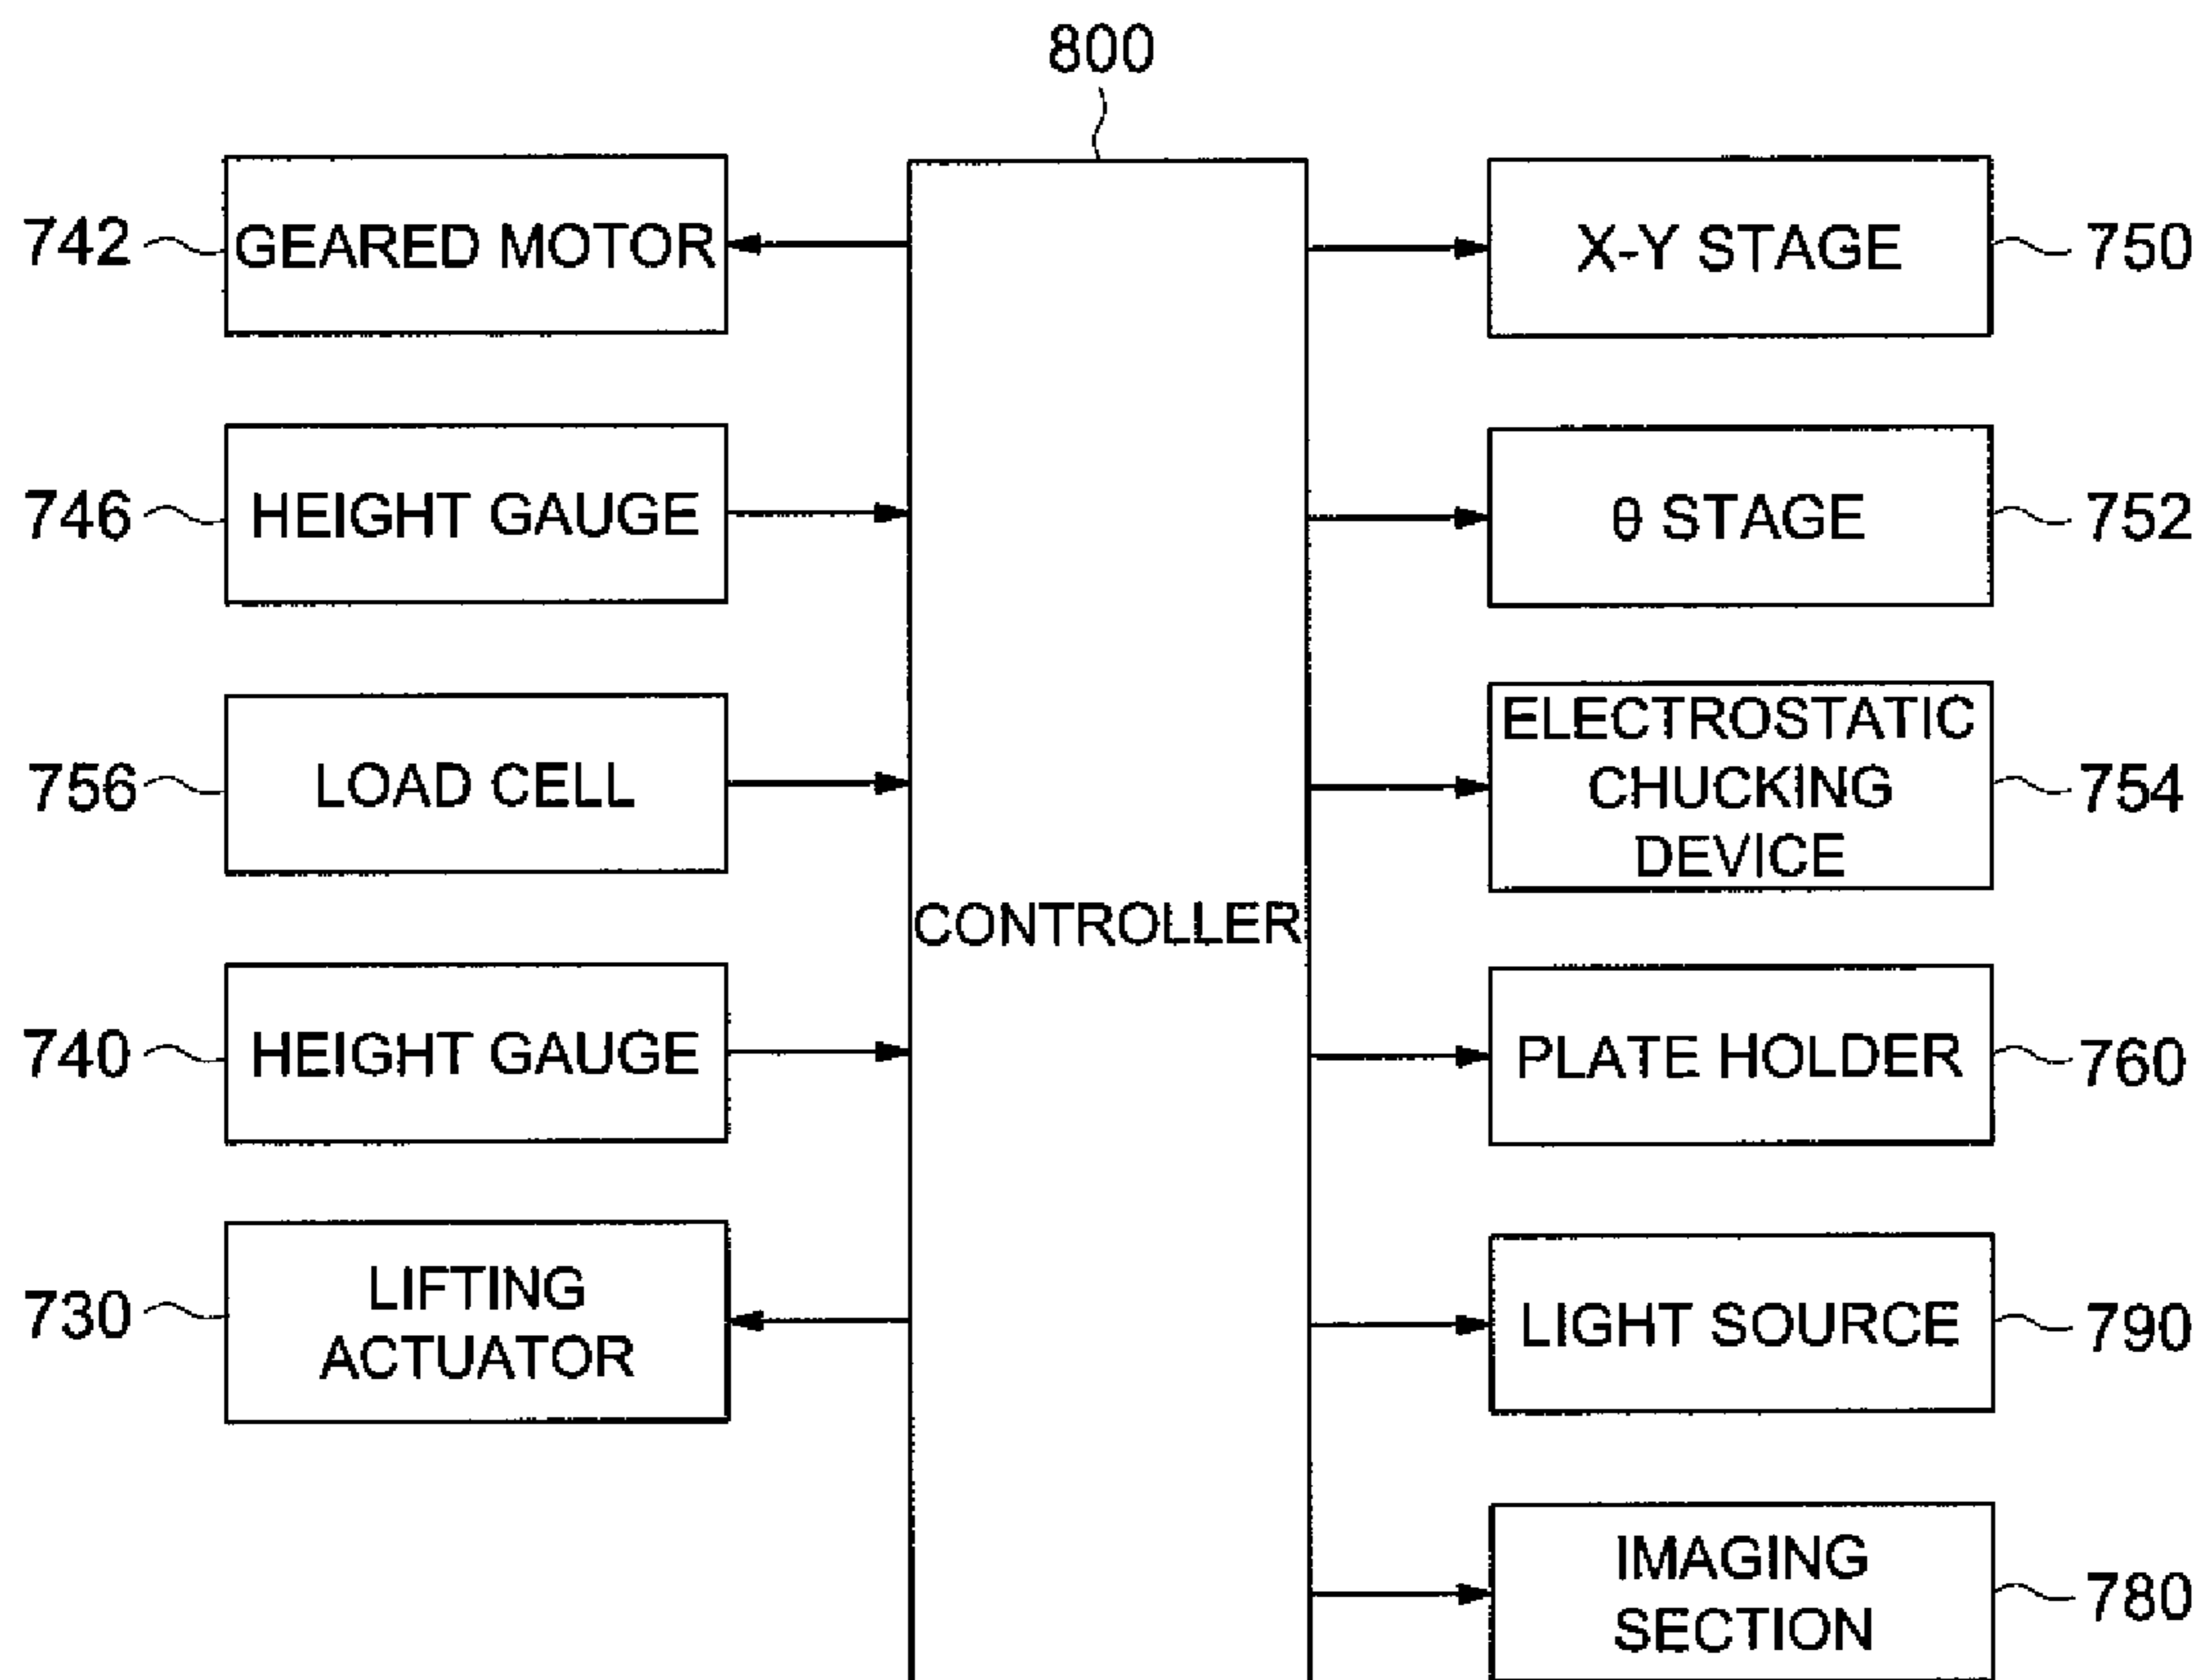 800
742 GEARED MOTOR
X-Y STAGE 750
746 HEIGHT GAUGE
θ STAGE 752
756 LOAD CELL
ELECTROSTATIC
CHUCKING
DEVICE
754
CONTROLLER
740 HEIGHT GAUGE
PLATE HOLDER 760
730
LIFTING
ACTUATOR
LIGHT SOURCE 790
IMAGING
SECTION
780